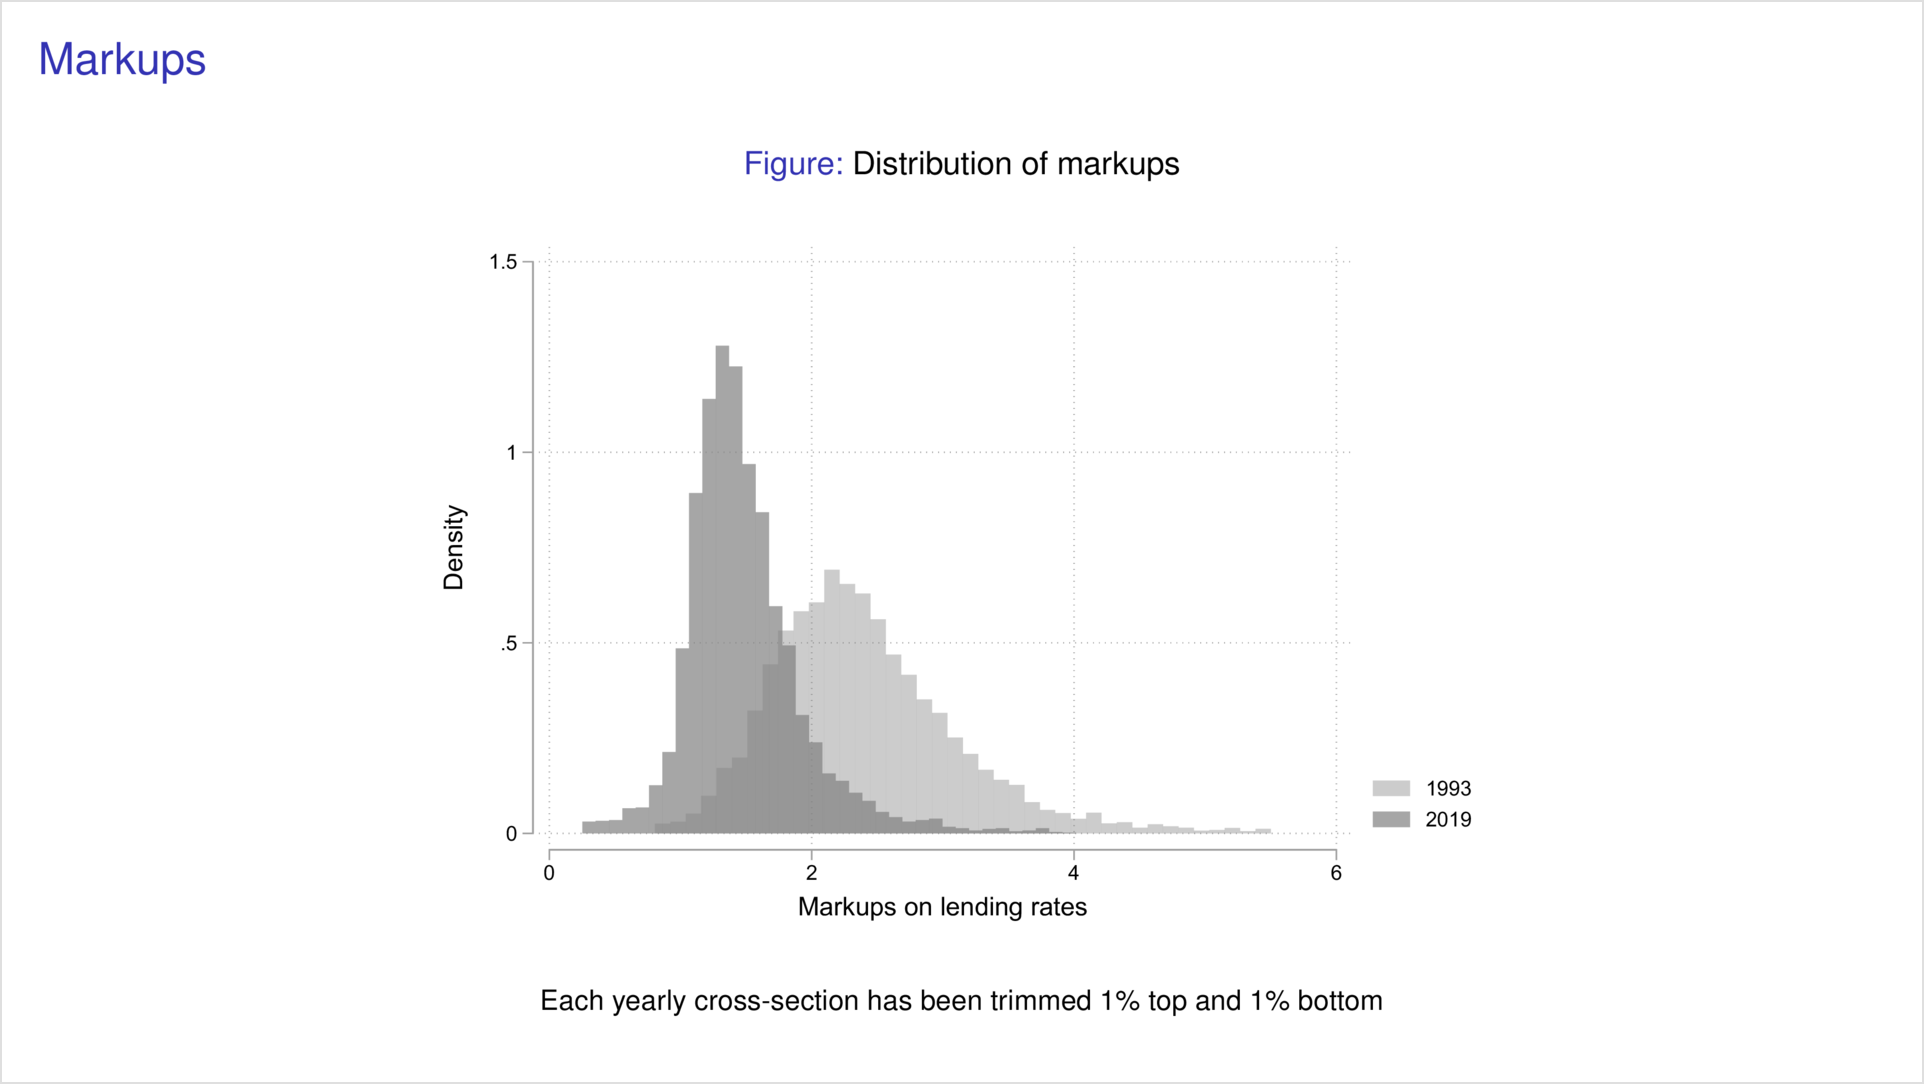 Markups
Figure: Distribution of markups
1.5
1
.5
0
Density
0 2 4 6
Markups on lending rates
1993
2019
Each yearly cross-section has been trimmed 1% top and 1% bottom